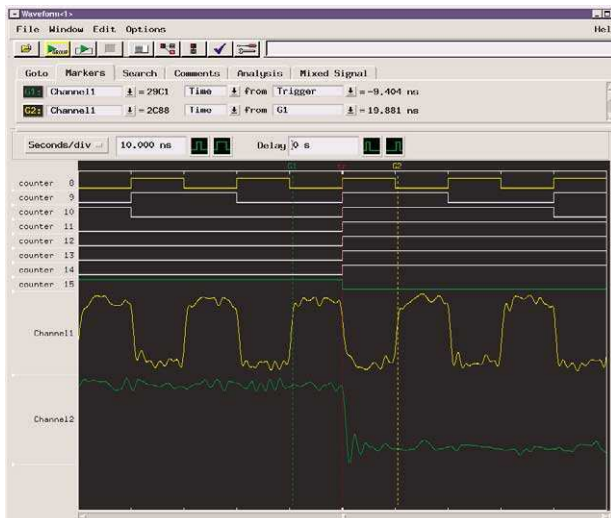 Waveform<1>
File Window Edit Options Hel
Goto Markers Search Comments Analysis Mixed Signal
G1: Channel1 = 29C1 Time from Trigger = -9.404 ns
G2: Channel1 = 2C88 Time from G1 = 19.881 ns
Seconds/div 10.000 ns Delay 0 s
G1 G2
counter 8
counter 9
counter 10
counter 11
counter 12
counter 13
counter 14
counter 15
Channel1
Channel2